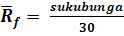 R̅f = sukubunga / 30